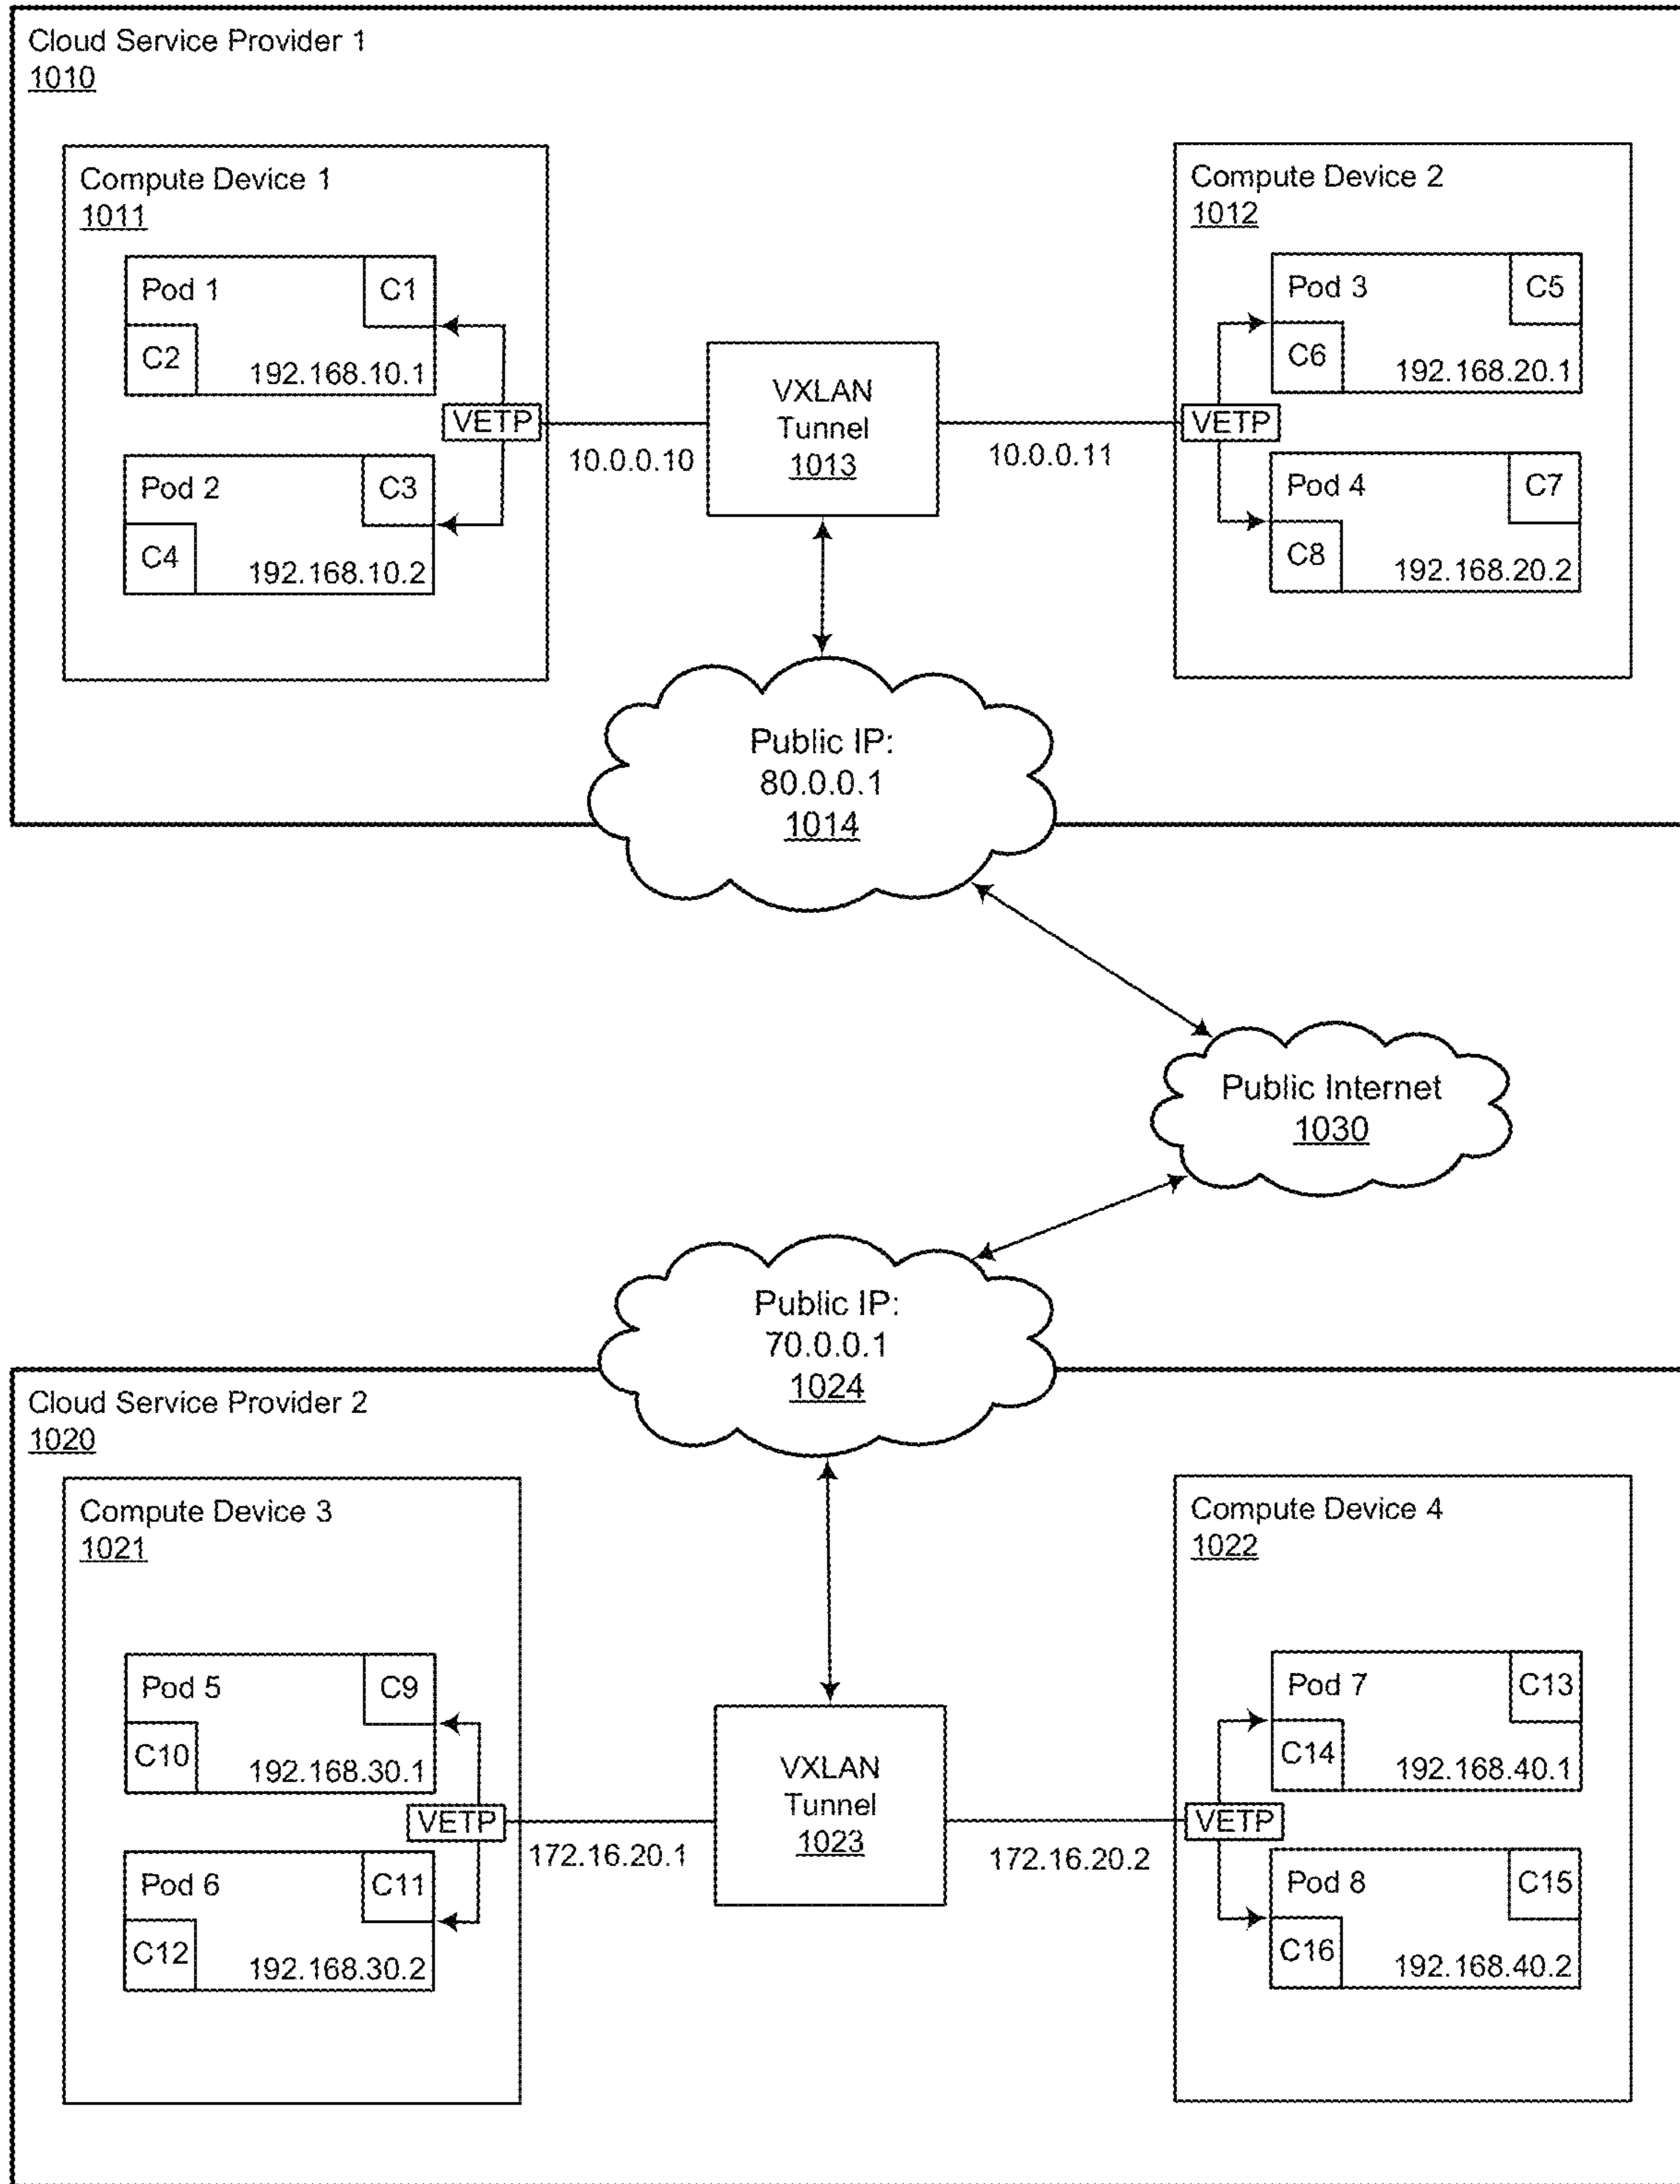 Cloud Service Provider 1
1010
Compute Device 1
1011
Pod 1
C1
C2
192.168.10.1
VETP
Pod 2
C3
C4
192.168.10.2
10.0.0.10
VXLAN
Tunnel
1013
10.0.0.11
Compute Device 2
1012
Pod 3
C5
C6
192.168.20.1
VETP
Pod 4
C7
C8
192.168.20.2
Public IP:
80.0.0.1
1014
Public Internet
1030
Public IP:
70.0.0.1
1024
Cloud Service Provider 2
1020
Compute Device 3
1021
Pod 5
C9
C10
192.168.30.1
VETP
Pod 6
C11
C12
192.168.30.2
172.16.20.1
VXLAN
Tunnel
1023
172.16.20.2
Compute Device 4
1022
Pod 7
C13
C14
192.168.40.1
VETP
Pod 8
C15
C16
192.168.40.2